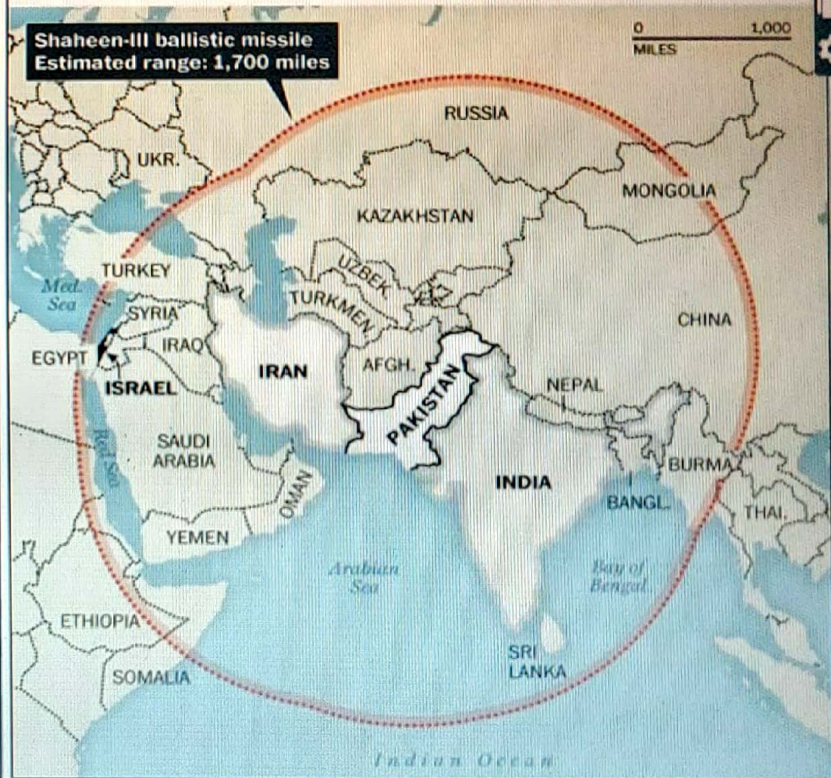 Shaheen-III ballistic missile
Estimated range: 1,700 miles
0 1,000
MILES
RUSSIA
UKR.
MONGOLIA
KAZAKHSTAN
UZBEK.
TURKEY
Med.
Sea
TURKMEN.
SYRIA
CHINA
IRAQ
EGYPT
AFGH.
IRAN
ISRAEL
NEPAL
PAKISTAN
Red Sea
SAUDI
ARABIA
BURMA
INDIA
OMAN
BANGL.
THAI.
YEMEN
Arabian
Sea
Bay of
Bengal
ETHIOPIA
SRI
LANKA
SOMALIA
Indian Ocean